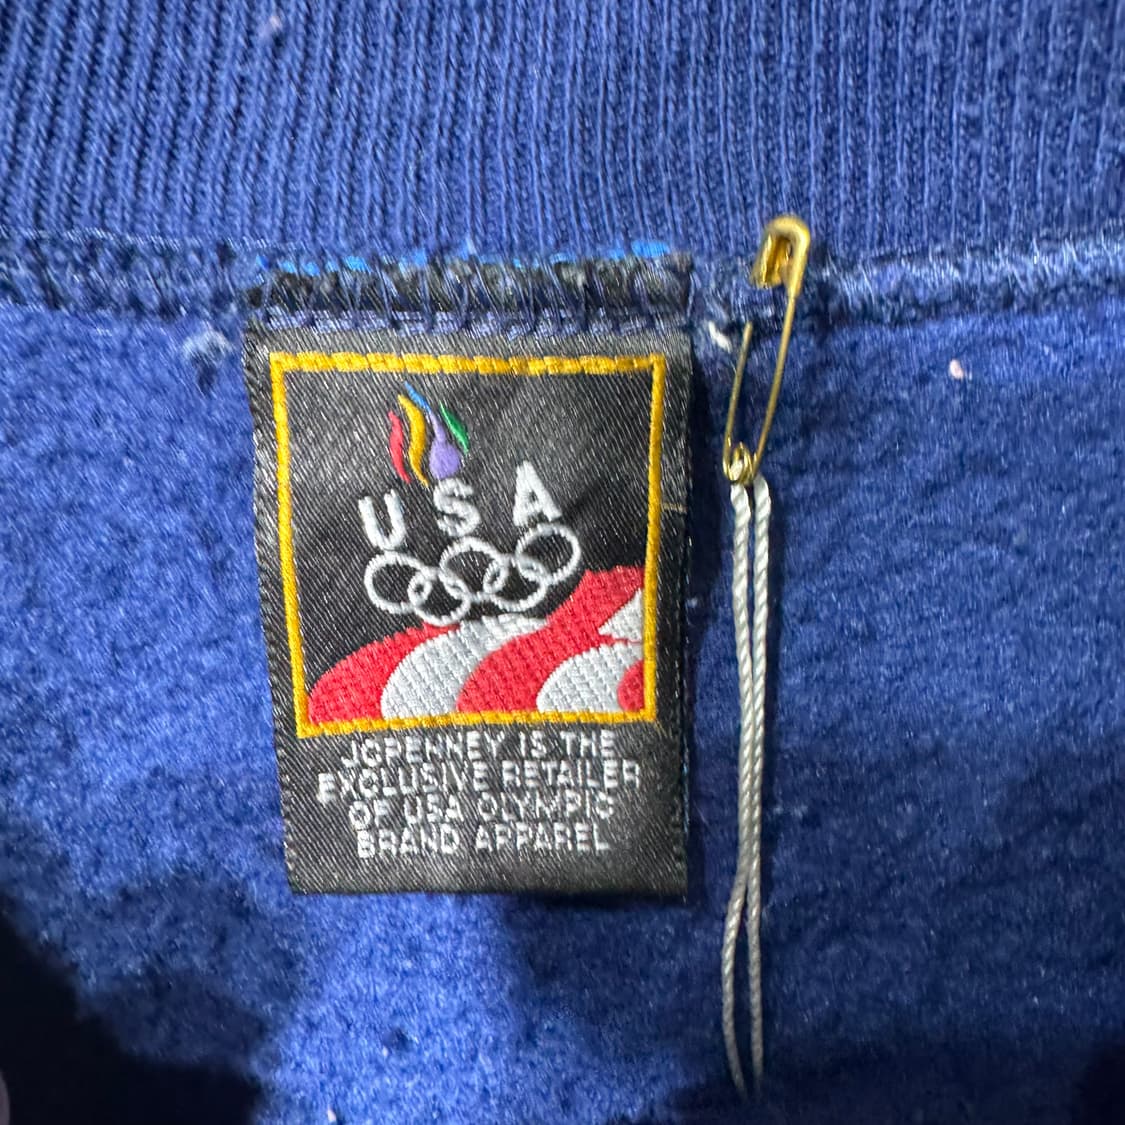 USA
JCPENNEY IS THE
EXCLUSIVE RETAILER
OF USA OLYMPIC
BRAND APPAREL